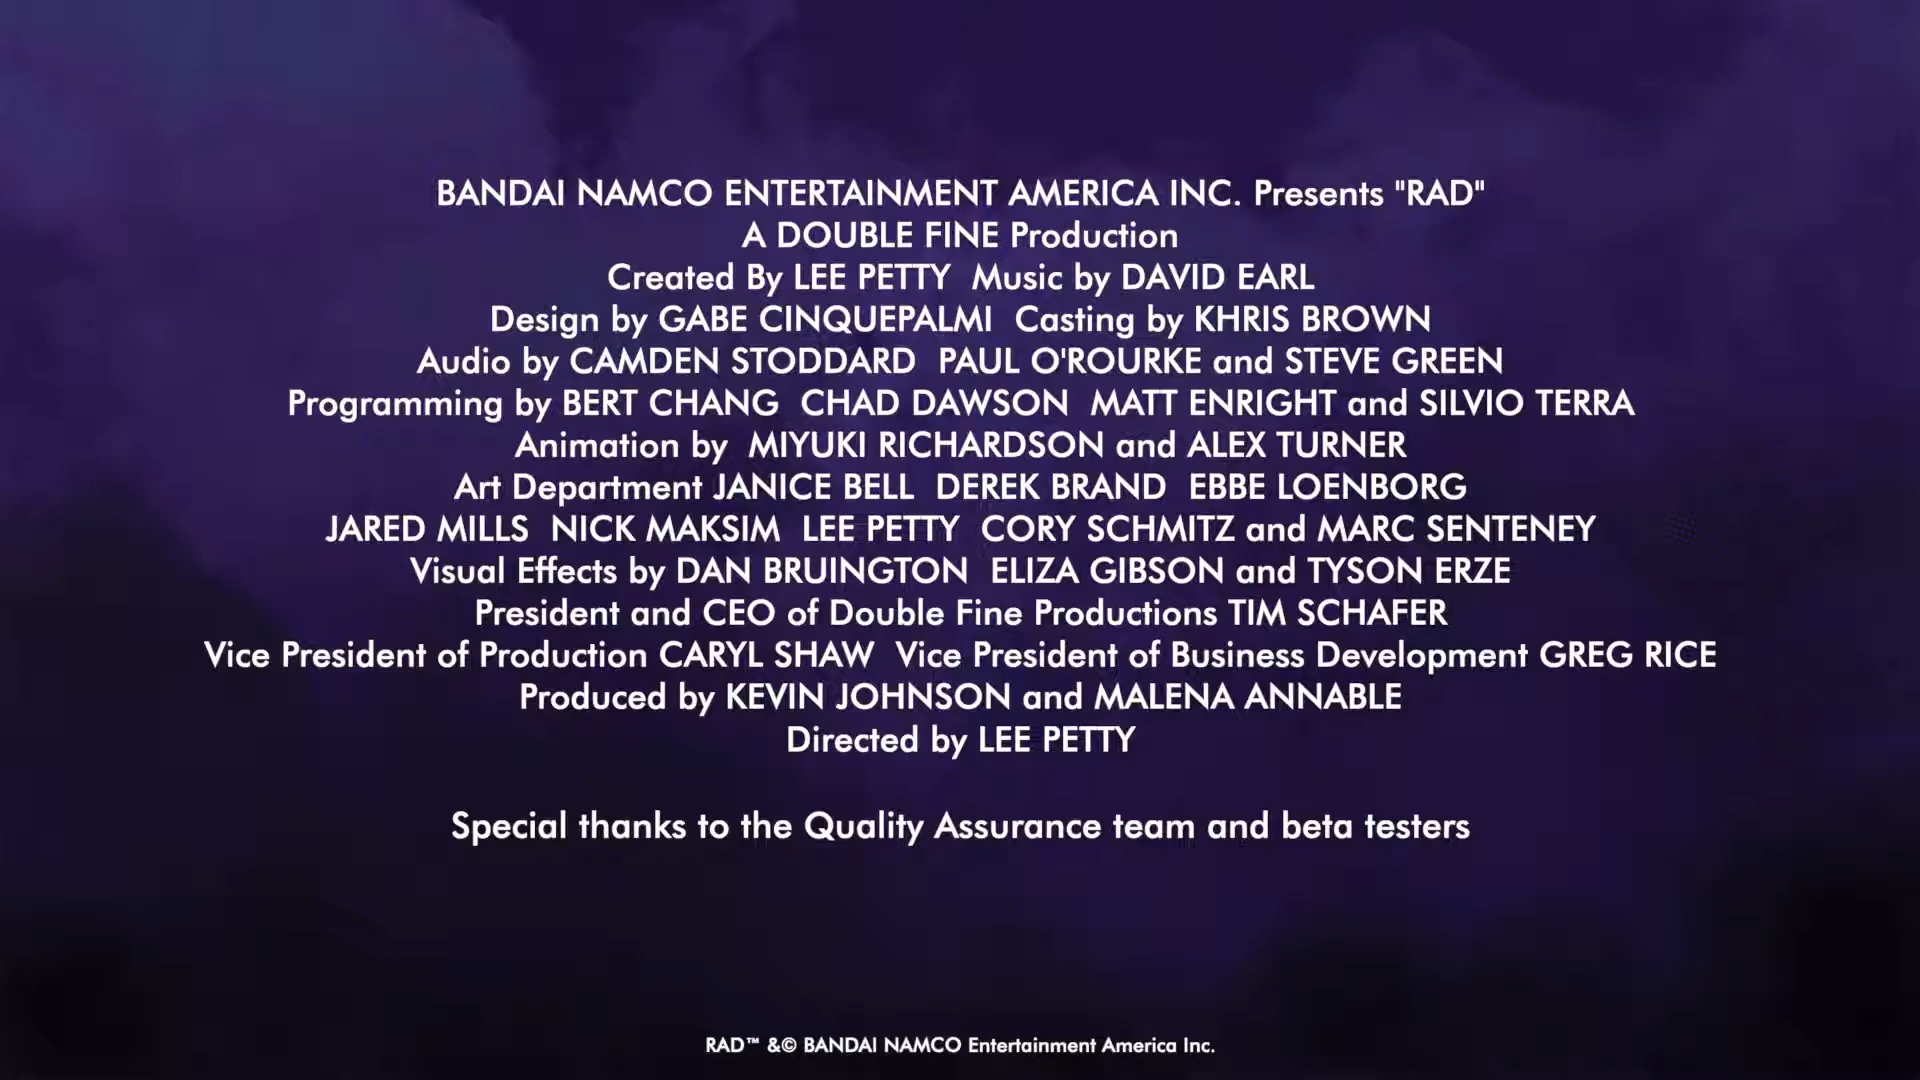 BANDAI NAMCO ENTERTAINMENT AMERICA INC. Presents "RAD"
A DOUBLE FINE Production
Created By LEE PETTY  Music by DAVID EARL
Design by GABE CINQUEPALMI  Casting by KHRIS BROWN
Audio by CAMDEN STODDARD  PAUL O'ROURKE and STEVE GREEN
Programming by BERT CHANG  CHAD DAWSON  MATT ENRIGHT and SILVIO TERRA
Animation by  MIYUKI RICHARDSON and ALEX TURNER
Art Department JANICE BELL  DEREK BRAND  EBBE LOENBORG
JARED MILLS  NICK MAKSIM  LEE PETTY  CORY SCHMITZ and MARC SENTENEY
Visual Effects by DAN BRUINGTON  ELIZA GIBSON and TYSON ERZE
President and CEO of Double Fine Productions TIM SCHAFER
Vice President of Production CARYL SHAW  Vice President of Business Development GREG RICE
Produced by KEVIN JOHNSON and MALENA ANNABLE
Directed by LEE PETTY
Special thanks to the Quality Assurance team and beta testers
RAD™ &© BANDAI NAMCO Entertainment America Inc.